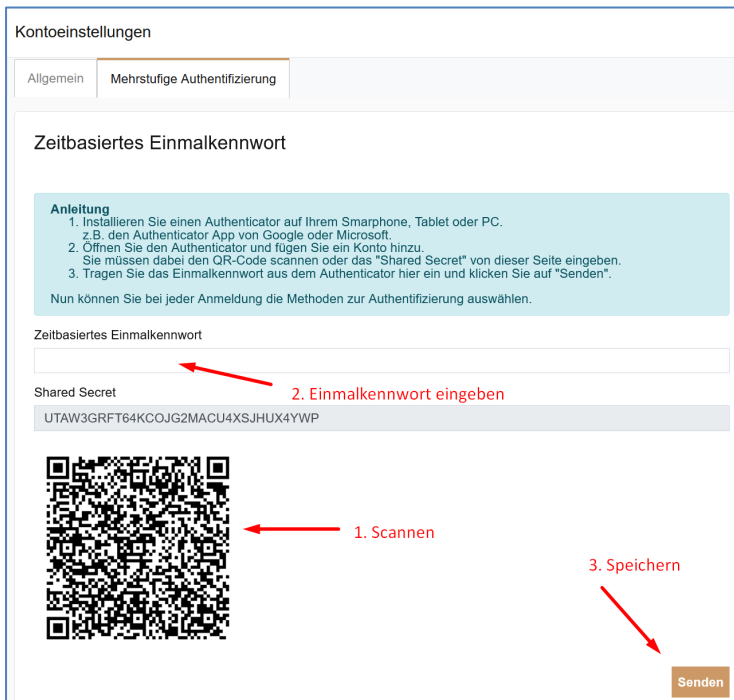 Kontoeinstellungen
Allgemein
Mehrstufige Authentifizierung
Zeitbasiertes Einmalkennwort
Anleitung
1. Installieren Sie einen Authenticator auf Ihrem Smarphone, Tablet oder PC.
z.B. den Authenticator App von Google oder Microsoft.
2. Öffnen Sie den Authenticator und fügen Sie ein Konto hinzu.
Sie müssen dabei den QR-Code scannen oder das "Shared Secret" von dieser Seite eingeben.
3. Tragen Sie das Einmalkennwort aus dem Authenticator hier ein und klicken Sie auf "Senden".
Nun können Sie bei jeder Anmeldung die Methoden zur Authentifizierung auswählen.
Zeitbasiertes Einmalkennwort
2. Einmalkennwort eingeben
Shared Secret
UTAW3GRFT64KCOJG2MACU4XSJHUX4YWP
1. Scannen
3. Speichern
Senden